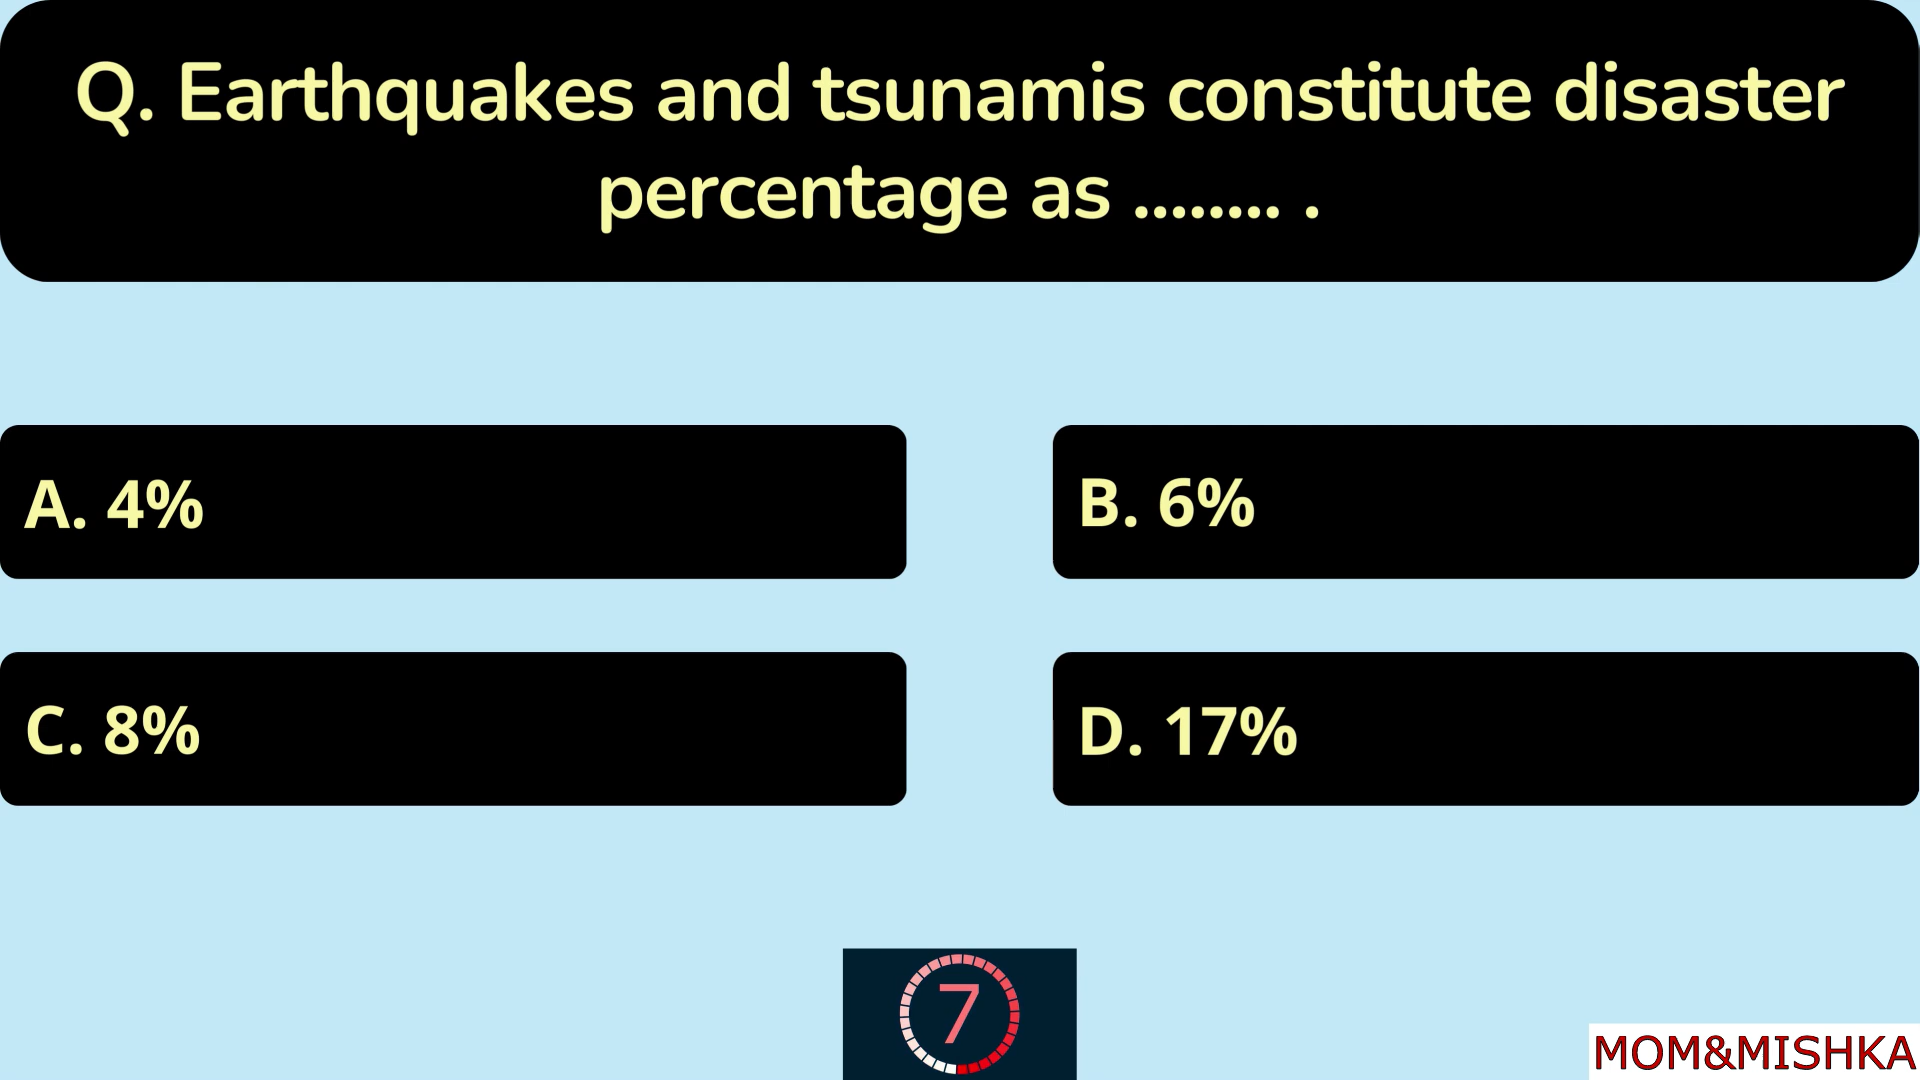 Q. Earthquakes and tsunamis constitute disaster
percentage as ........ .
A. 4%
B. 6%
C. 8%
D. 17%
7
MOM&MISHKA